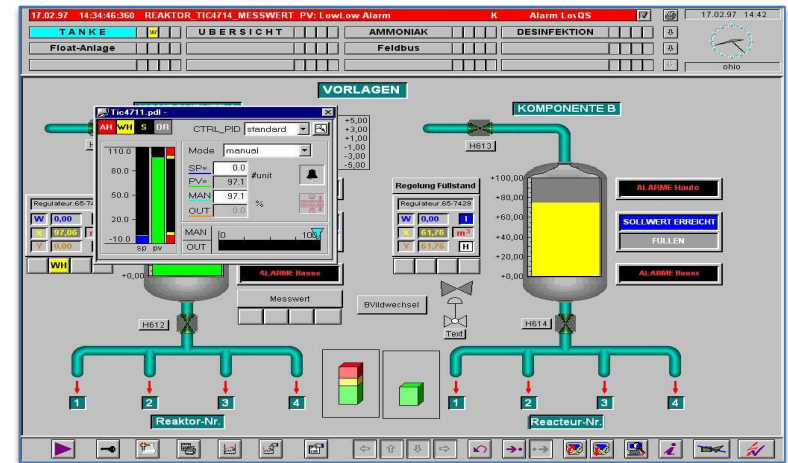 17.02.97 14:34:46:360 REAKTOR_TIC4714_MESSWERT PV: LowLow Alarm K Alarm LowQS
17.02.97 14:42
TANKE W UBERSICHT AMMONIAK DESINFEKTION
Float-Anlage Feldbus
ohio
VORLAGEN
KOMPONENTE B
Tic4711.pdl -
AH WH S OR CTRL_PID standard
110.0 Mode manual
80.0 SP= 0.0 #unit
PV= 97.1
50.0 MAN 97.1 %
20.0 OUT 0.0
-10.0 MAN 0 100
sp pv OUT
+5,00
+3,00
+1,00
-1,00
-3,00
-5,00
H613
Regulateur:65-74
W 0,00
X 97,06
Y 0,00
WH
+0,00
ALARME Basse
Messwert
Regelung Füllstand
Regulateur:65-7429
W 0,00 I
X 61,76 m³
Y 61,76 H
+100,00
+80,00
+60,00
+20,00
+0,00
ALARME Haute
SOLLWERT ERREICHT
FÜLLEN
ALARME Basse
BVildwechsel
Text
H612
H614
1 2 3 4
Reaktor-Nr.
1 2 3 4
Reacteur-Nr.